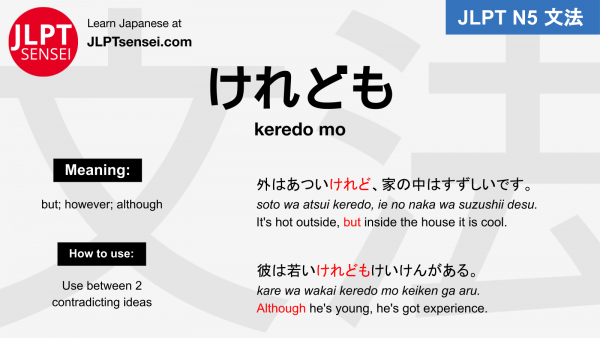 JLPT
SENSEI
Learn Japanese at
JLPTsensei.com
JLPT N5 文法
文法
けれども
keredo mo
Meaning:
but; however; although
How to use:
Use between 2
contradicting ideas
外はあついけれど、家の中はすずしいです。
soto wa atsui keredo, ie no naka wa suzushii desu.
It's hot outside, but inside the house it is cool.
彼は若いけれどもけいけんがある。
kare wa wakai keredo mo keiken ga aru.
Although he's young, he's got experience.